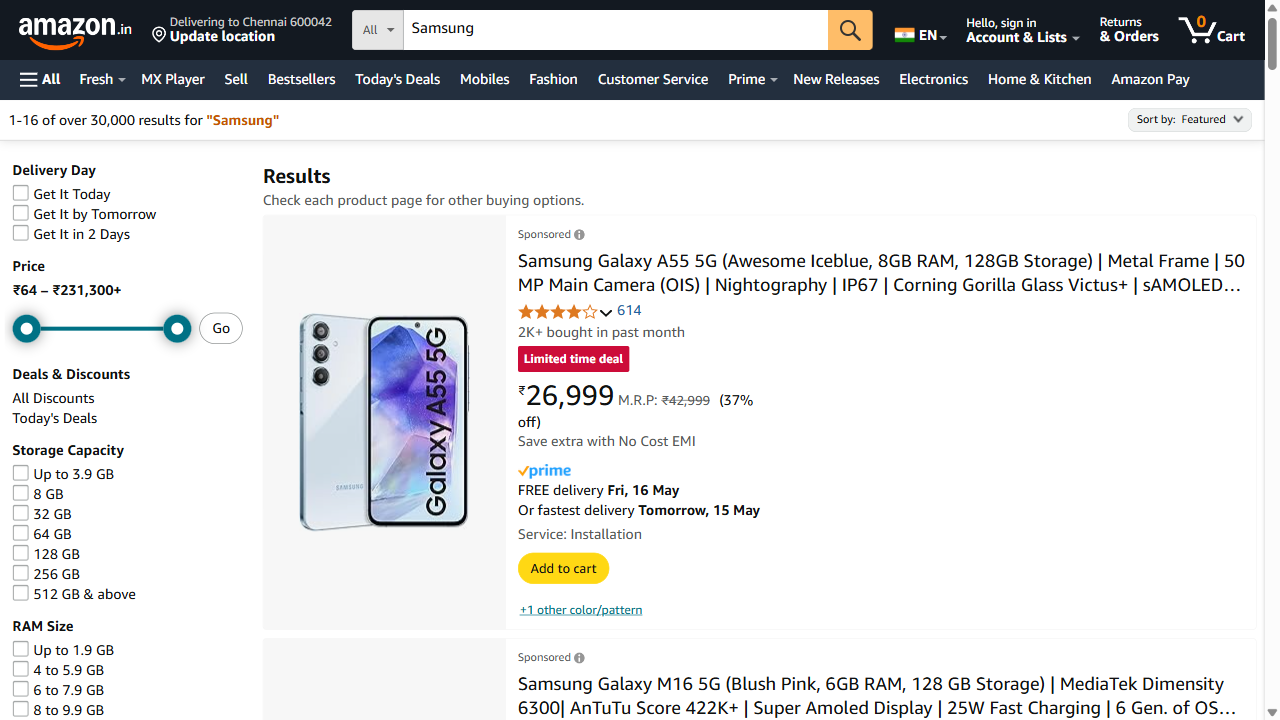 amazon.in
Delivering to Chennai 600042
Update location
All
Samsung
EN
Hello, sign in
Account & Lists
Returns
& Orders
0
Cart
All
Fresh
MX Player
Sell
Bestsellers
Today's Deals
Mobiles
Fashion
Customer Service
Prime
New Releases
Electronics
Home & Kitchen
Amazon Pay
1-16 of over 30,000 results for "Samsung"
Sort by: Featured
Delivery Day
Get It Today
Get It by Tomorrow
Get It in 2 Days
Price
₹64 – ₹231,300+
Go
Deals & Discounts
All Discounts
Today's Deals
Storage Capacity
Up to 3.9 GB
8 GB
32 GB
64 GB
128 GB
256 GB
512 GB & above
RAM Size
Up to 1.9 GB
4 to 5.9 GB
6 to 7.9 GB
8 to 9.9 GB
Results
Check each product page for other buying options.
SAMSUNG
Galaxy A55 5G
Sponsored
Samsung Galaxy A55 5G (Awesome Iceblue, 8GB RAM, 128GB Storage) | Metal Frame | 50
MP Main Camera (OIS) | Nightography | IP67 | Corning Gorilla Glass Victus+ | sAMOLED…
614
2K+ bought in past month
Limited time deal
₹26,999 M.R.P: ₹42,999 (37%
off)
Save extra with No Cost EMI
prime
FREE delivery Fri, 16 May
Or fastest delivery Tomorrow, 15 May
Service: Installation
Add to cart
+1 other color/pattern
Sponsored
Samsung Galaxy M16 5G (Blush Pink, 6GB RAM, 128 GB Storage) | MediaTek Dimensity
6300| AnTuTu Score 422K+ | Super Amoled Display | 25W Fast Charging | 6 Gen. of OS…